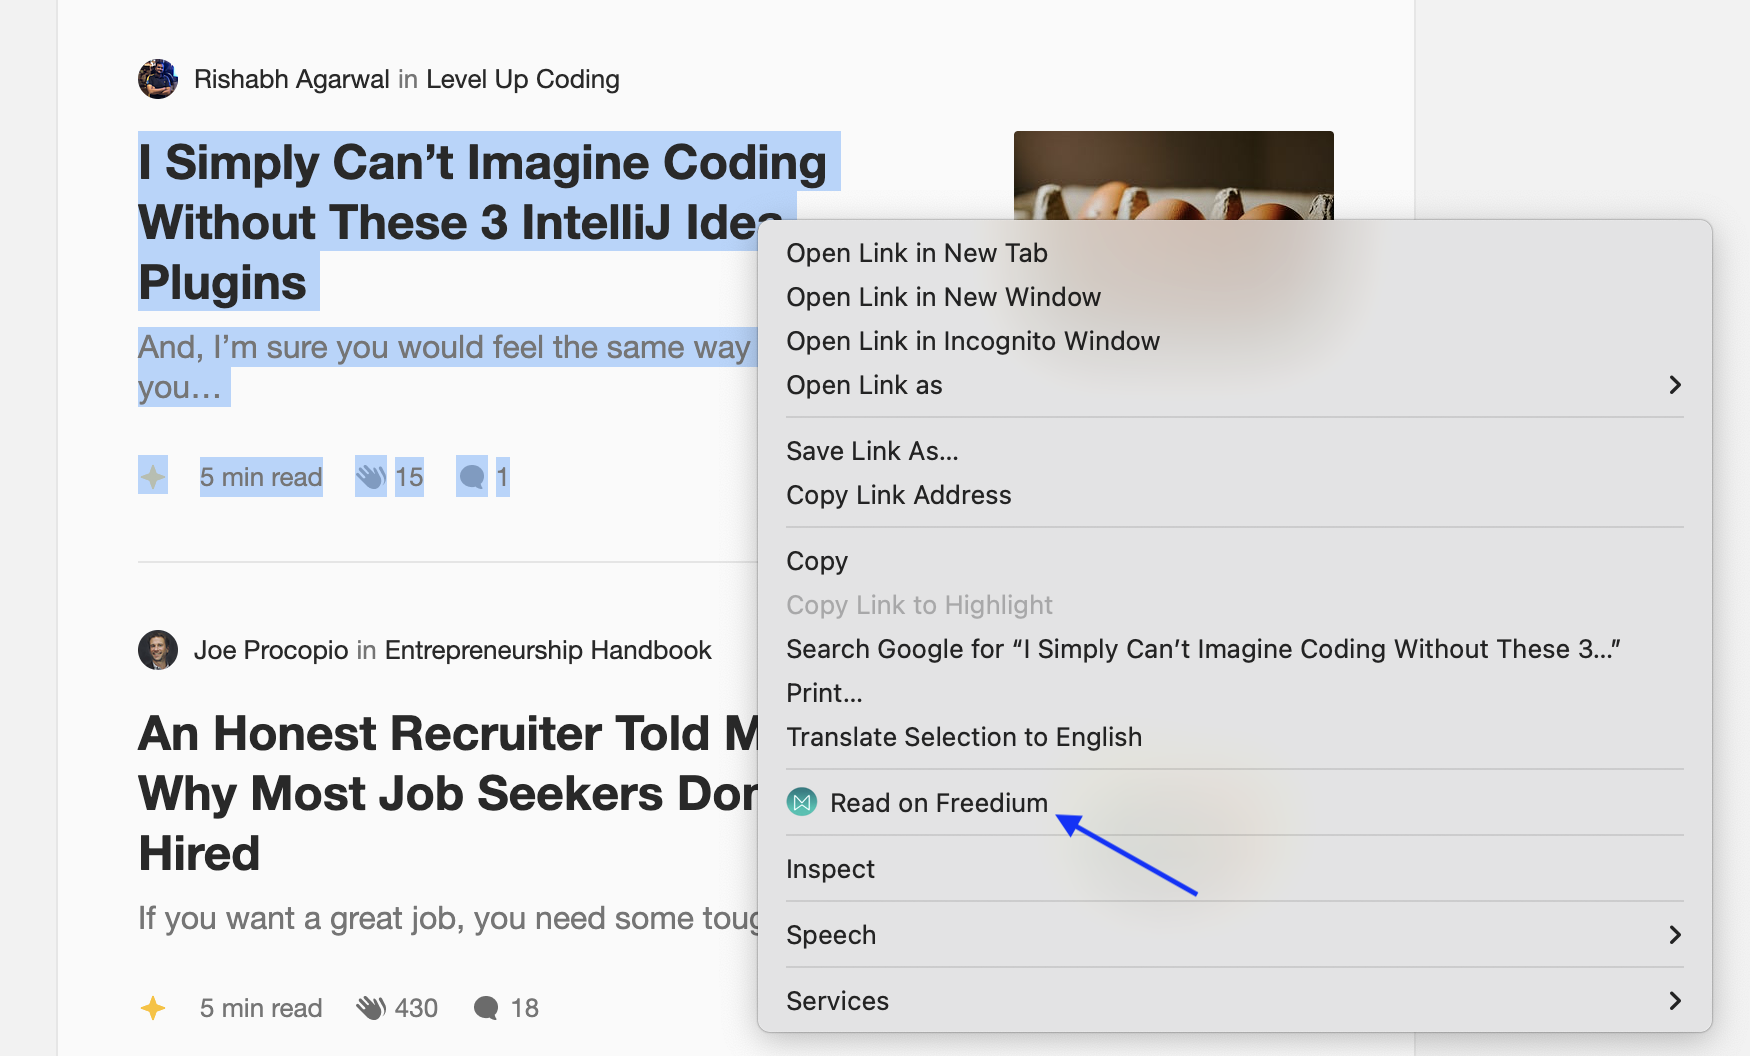 Rishabh Agarwal in Level Up Coding
I Simply Can’t Imagine Coding
Without These 3 IntelliJ Idea
Plugins
And, I’m sure you would feel the same way
you…
5 min read 15 1
Joe Procopio in Entrepreneurship Handbook
An Honest Recruiter Told
Why Most Job Seekers
Hired
If you want a great job, you need some
5 min read 430 18
Open Link in New Tab
Open Link in New Window
Open Link in Incognito Window
Open Link as
Save Link As...
Copy Link Address
Copy
Copy Link to Highlight
Search Google for “I Simply Can’t Imagine Coding Without These 3...”
Print...
Translate Selection to English
Read on Freedium
Inspect
Speech
Services